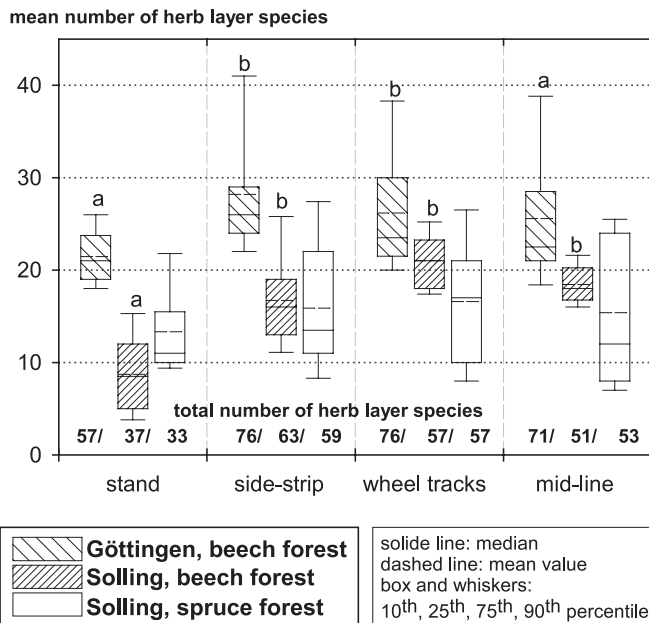 mean number of herb layer species
40
30
20
10
0
a
a
b
b
b
b
a
b
total number of herb layer species
57/ 37/ 33 76/ 63/ 59 76/ 57/ 57 71/ 51/ 53
stand side-strip wheel tracks mid-line
Göttingen, beech forest
Solling, beech forest
Solling, spruce forest
solide line: median
dashed line: mean value
box and whiskers:
10th, 25th, 75th, 90th percentile